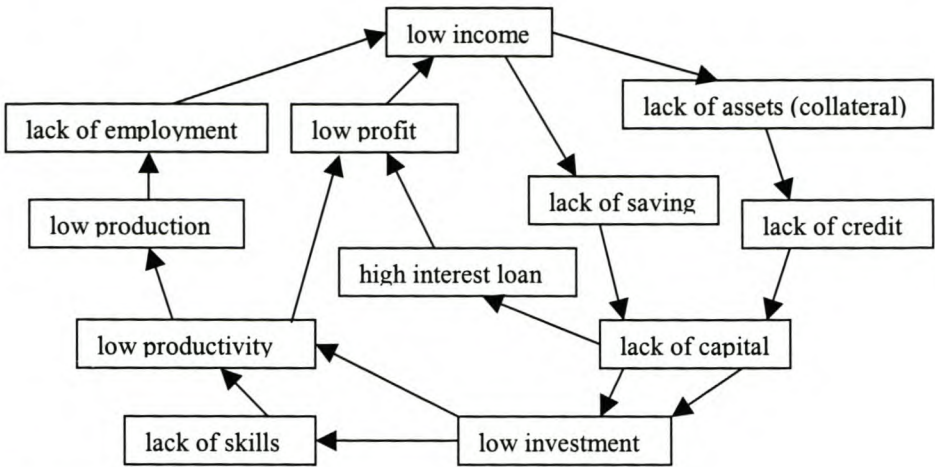 low income
lack of assets (collateral)
lack of employment
low profit
lack of saving
low production
lack of credit
high interest loan
low productivity
lack of capital
lack of skills
low investment